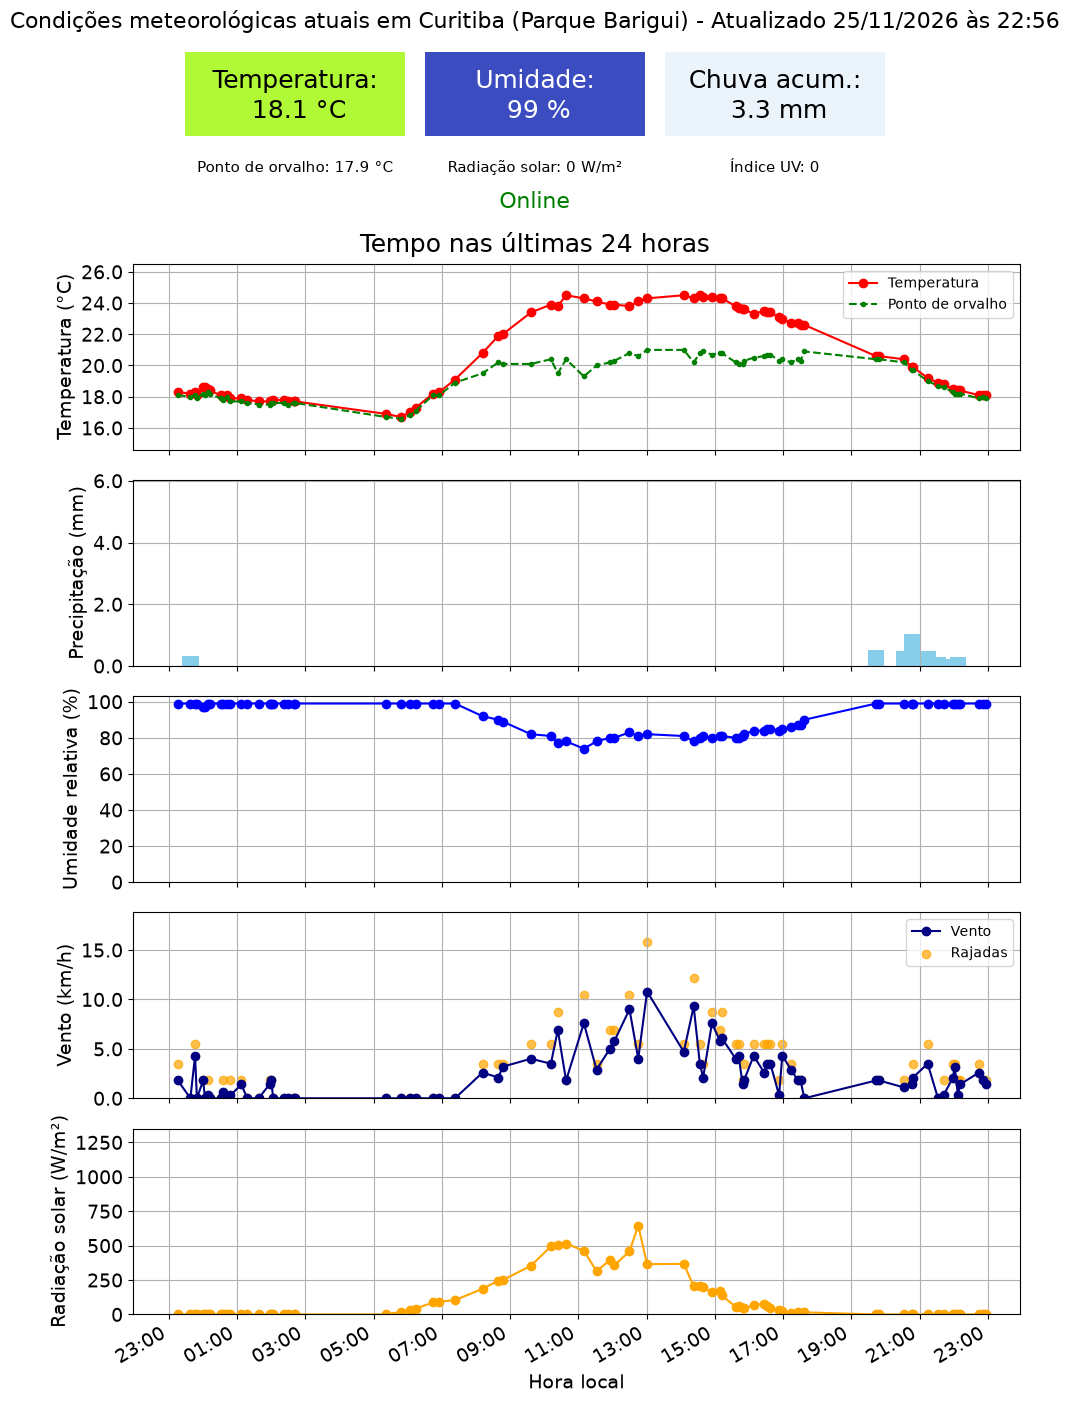 Condições meteorológicas atuais em Curitiba (Parque Barigui) - Atualizado 25/11/2026 às 22:56
Temperatura:
18.1 °C
Umidade:
99 %
Chuva acum.:
3.3 mm
Ponto de orvalho: 17.9 °C
Radiação solar: 0 W/m²
Índice UV: 0
Online
Tempo nas últimas 24 horas
Temperatura (°C)
26.0
24.0
22.0
20.0
18.0
16.0
Temperatura
Ponto de orvalho
Precipitação (mm)
6.0
4.0
2.0
0.0
Umidade relativa (%)
100
80
60
40
20
0
Vento (km/h)
15.0
10.0
5.0
0.0
Vento
Rajadas
Radiação solar (W/m²)
1250
1000
750
500
250
0
23:00
01:00
03:00
05:00
07:00
09:00
11:00
13:00
15:00
17:00
19:00
21:00
23:00
Hora local